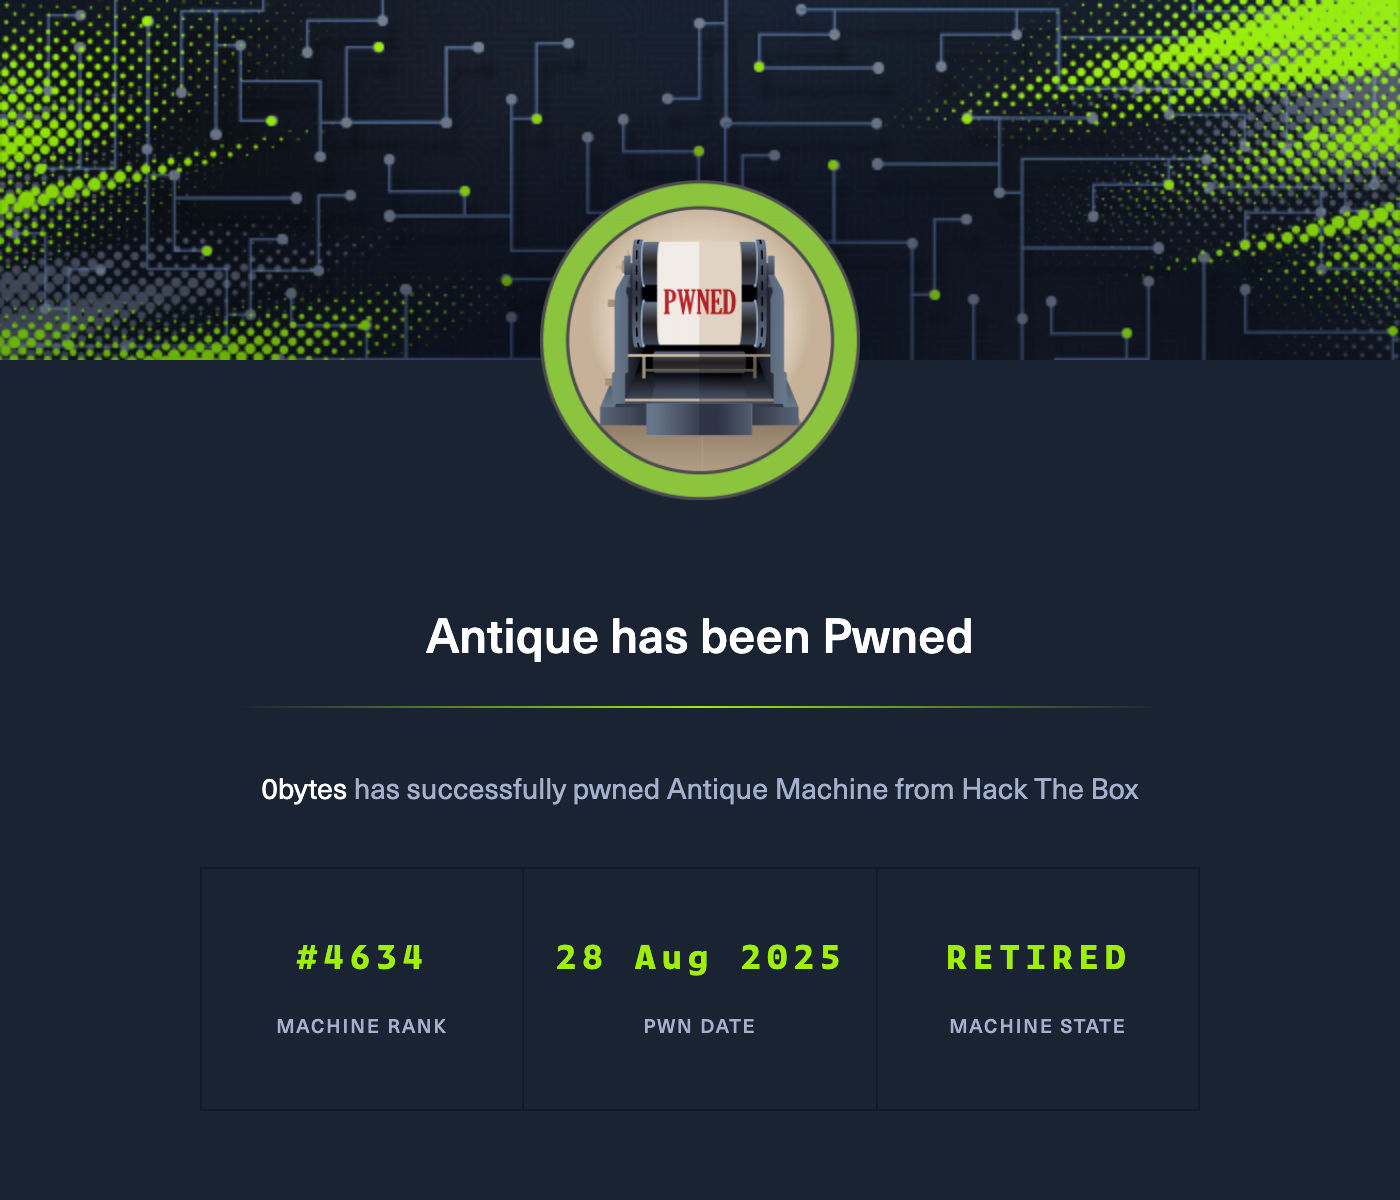 PWNED
Antique has been Pwned
0bytes has successfully pwned Antique Machine from Hack The Box
#4634
MACHINE RANK
28 Aug 2025
PWN DATE
RETIRED
MACHINE STATE